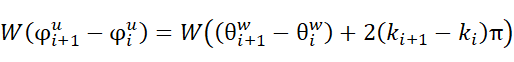 W(φ^u_{i+1} − φ^u_i) = W((θ^w_{i+1} − θ^w_i) + 2(k_{i+1} − k_i)π)